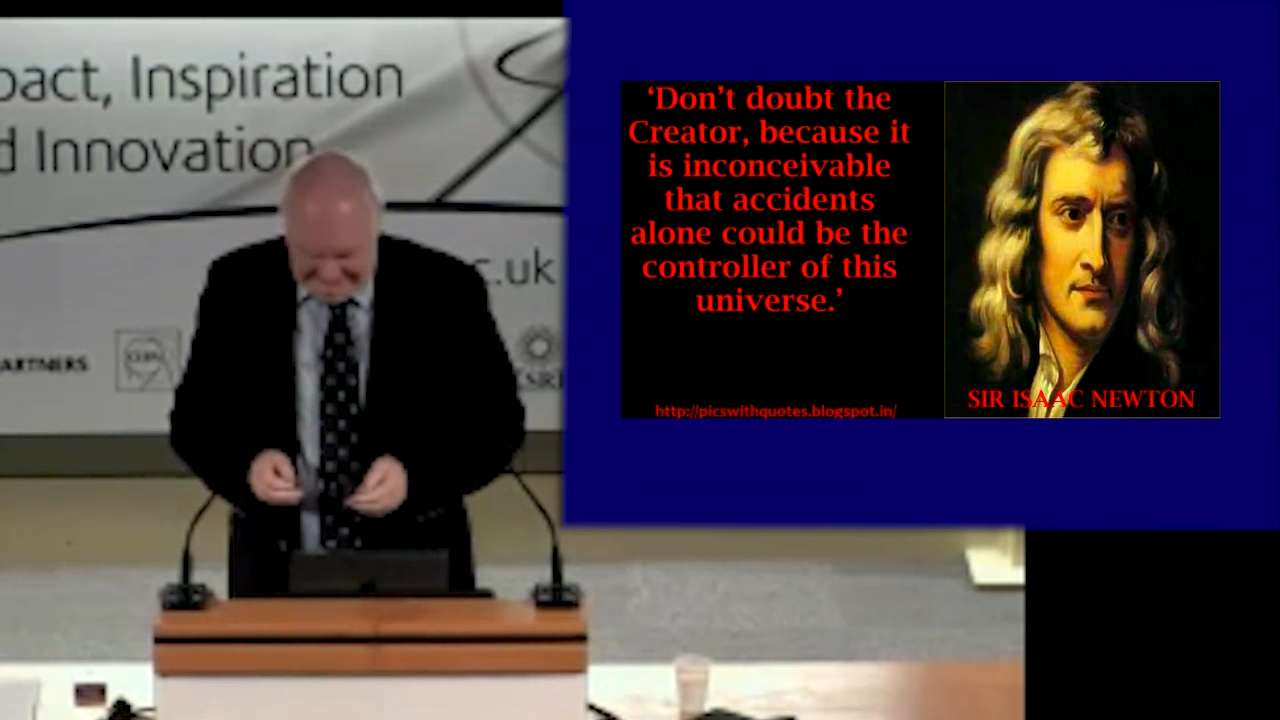 pact, Inspiration
d Innovation
c.uk
ARTNERS
CERN
‘Don’t doubt the
Creator, because it
is inconceivable
that accidents
alone could be the
controller of this
universe.’
http://picswithquotes.blogspot.in/
SIR ISAAC NEWTON